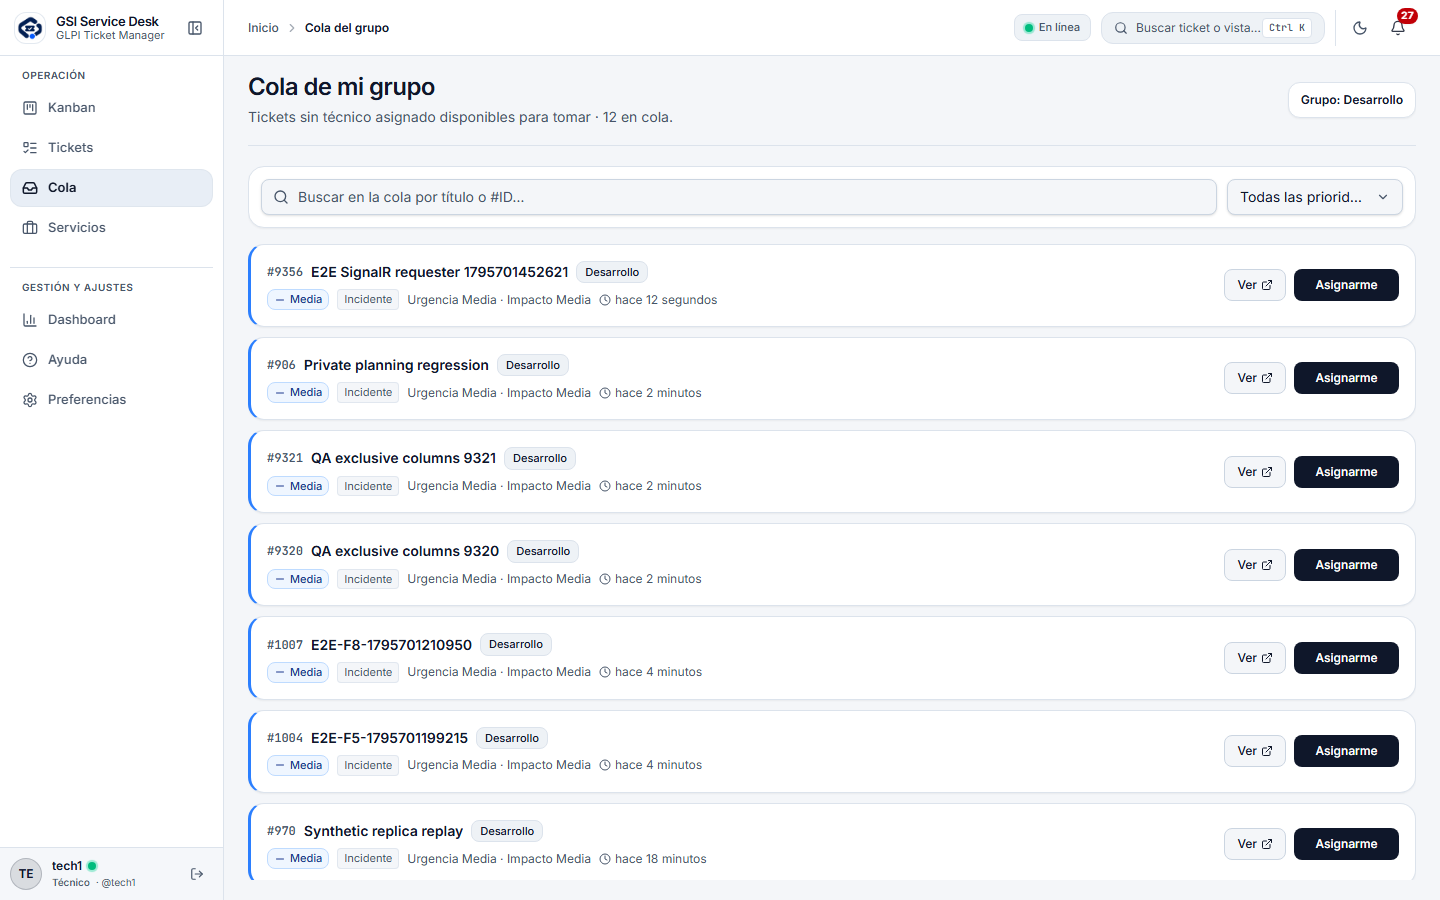 GSI Service Desk
GLPI Ticket Manager
OPERACIÓN
Kanban
Tickets
Cola
Servicios
GESTIÓN Y AJUSTES
Dashboard
Ayuda
Preferencias
TE
tech1
Técnico · @tech1
Inicio
Cola del grupo
En línea
Buscar ticket o vista...
Ctrl K
27
Cola de mi grupo
Tickets sin técnico asignado disponibles para tomar · 12 en cola.
Grupo: Desarrollo
Buscar en la cola por título o #ID...
Todas las priorid...
#9356 E2E SignalR requester 1795701452621 Desarrollo
Media Incidente Urgencia Media · Impacto Media hace 12 segundos
Ver Asignarme
#906 Private planning regression Desarrollo
Media Incidente Urgencia Media · Impacto Media hace 2 minutos
Ver Asignarme
#9321 QA exclusive columns 9321 Desarrollo
Media Incidente Urgencia Media · Impacto Media hace 2 minutos
Ver Asignarme
#9320 QA exclusive columns 9320 Desarrollo
Media Incidente Urgencia Media · Impacto Media hace 2 minutos
Ver Asignarme
#1007 E2E-F8-1795701210950 Desarrollo
Media Incidente Urgencia Media · Impacto Media hace 4 minutos
Ver Asignarme
#1004 E2E-F5-1795701199215 Desarrollo
Media Incidente Urgencia Media · Impacto Media hace 4 minutos
Ver Asignarme
#970 Synthetic replica replay Desarrollo
Media Incidente Urgencia Media · Impacto Media hace 18 minutos
Ver Asignarme